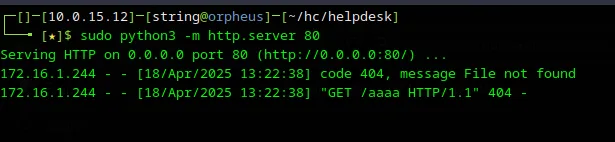 ┌─[]─[10.0.15.12]─[string@orpheus]─[~/hc/helpdesk]
└──╼ [★]$ sudo python3 -m http.server 80
Serving HTTP on 0.0.0.0 port 80 (http://0.0.0.0:80/) ...
172.16.1.244 - - [18/Apr/2025 13:22:38] code 404, message File not found
172.16.1.244 - - [18/Apr/2025 13:22:38] "GET /aaaa HTTP/1.1" 404 -